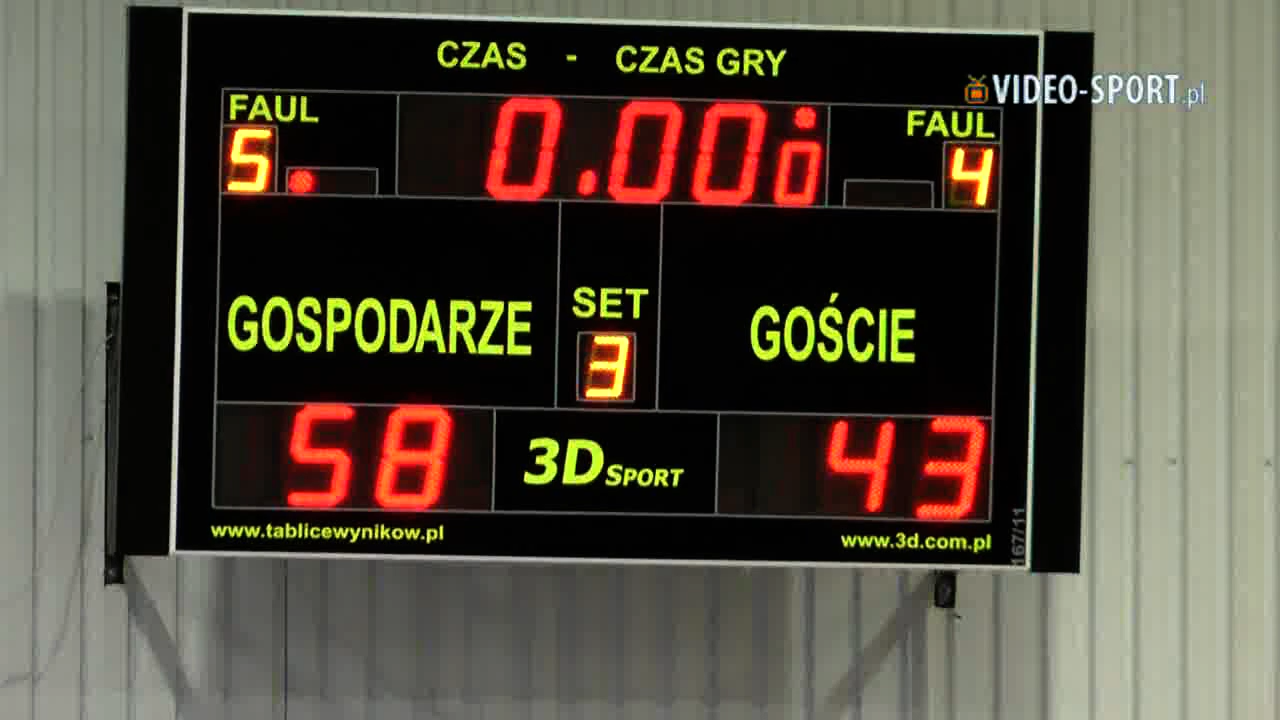 CZAS - CZAS GRY
VIDEO-SPORT.pl
FAUL
FAUL
5.
0.000
4
GOSPODARZE
SET
GOŚCIE
3
58
3D SPORT
43
www.tablicewynikow.pl
www.3d.com.pl
167/11